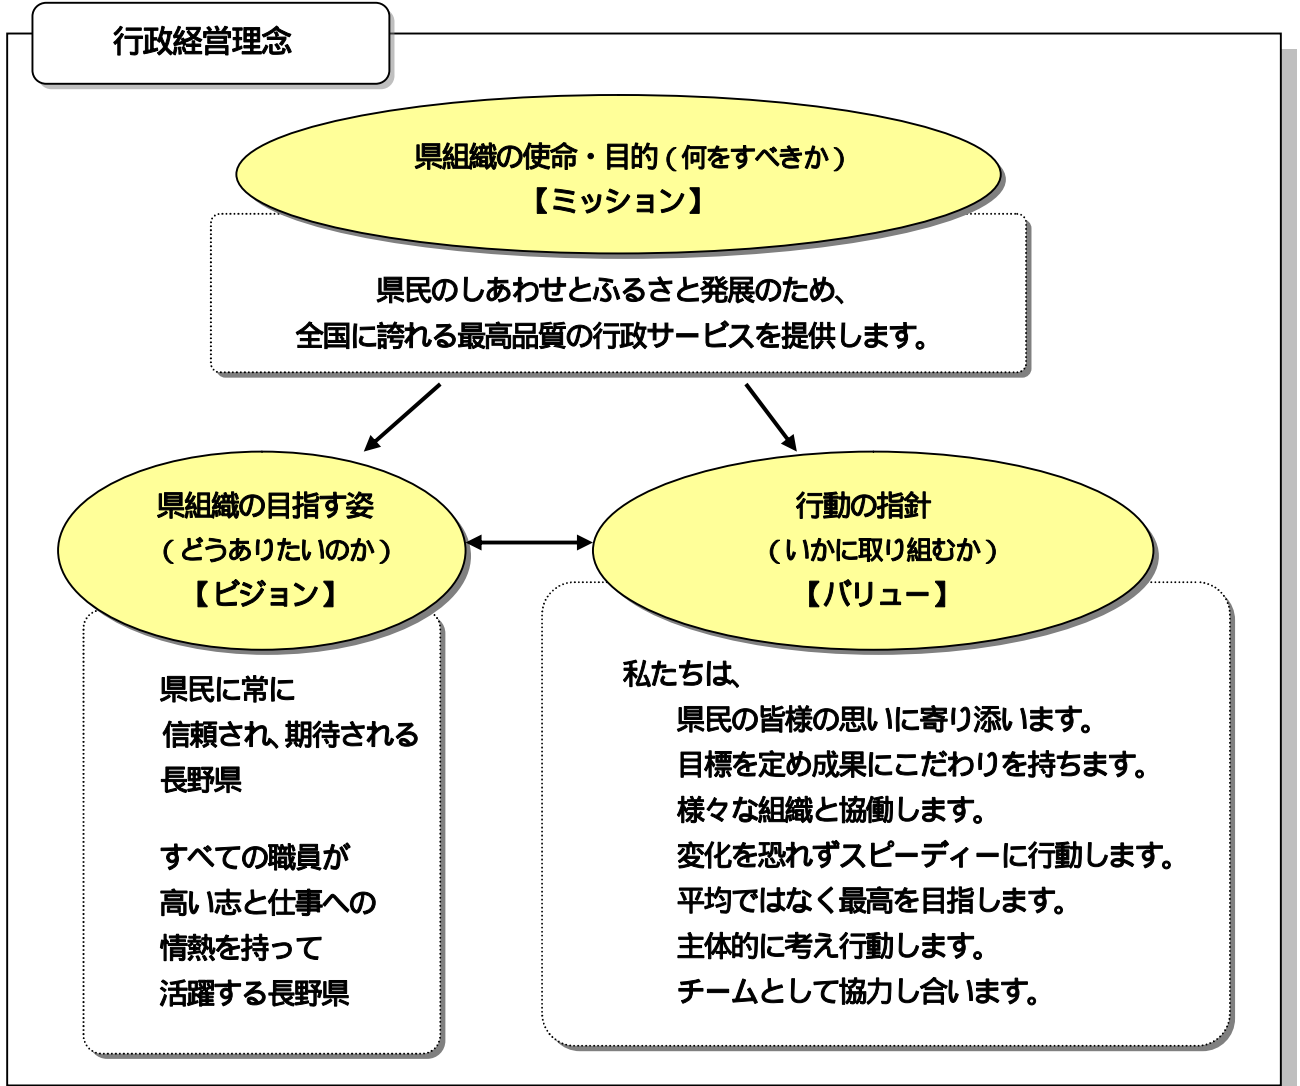 行政経営理念
県組織の使命・目的（何をすべきか）
【ミッション】
県民のしあわせとふるさと発展のため、
全国に誇れる最高品質の行政サービスを提供します。
県組織の目指す姿
（どうありたいのか）
【ビジョン】
県民に常に
信頼され、期待される
長野県
すべての職員が
高い志と仕事への
情熱を持って
活躍する長野県
行動の指針
（いかに取り組むか）
【バリュー】
私たちは、
県民の皆様の思いに寄り添います。
目標を定め成果にこだわりを持ちます。
様々な組織と協働します。
変化を恐れずスピーディーに行動します。
平均ではなく最高を目指します。
主体的に考え行動します。
チームとして協力し合います。